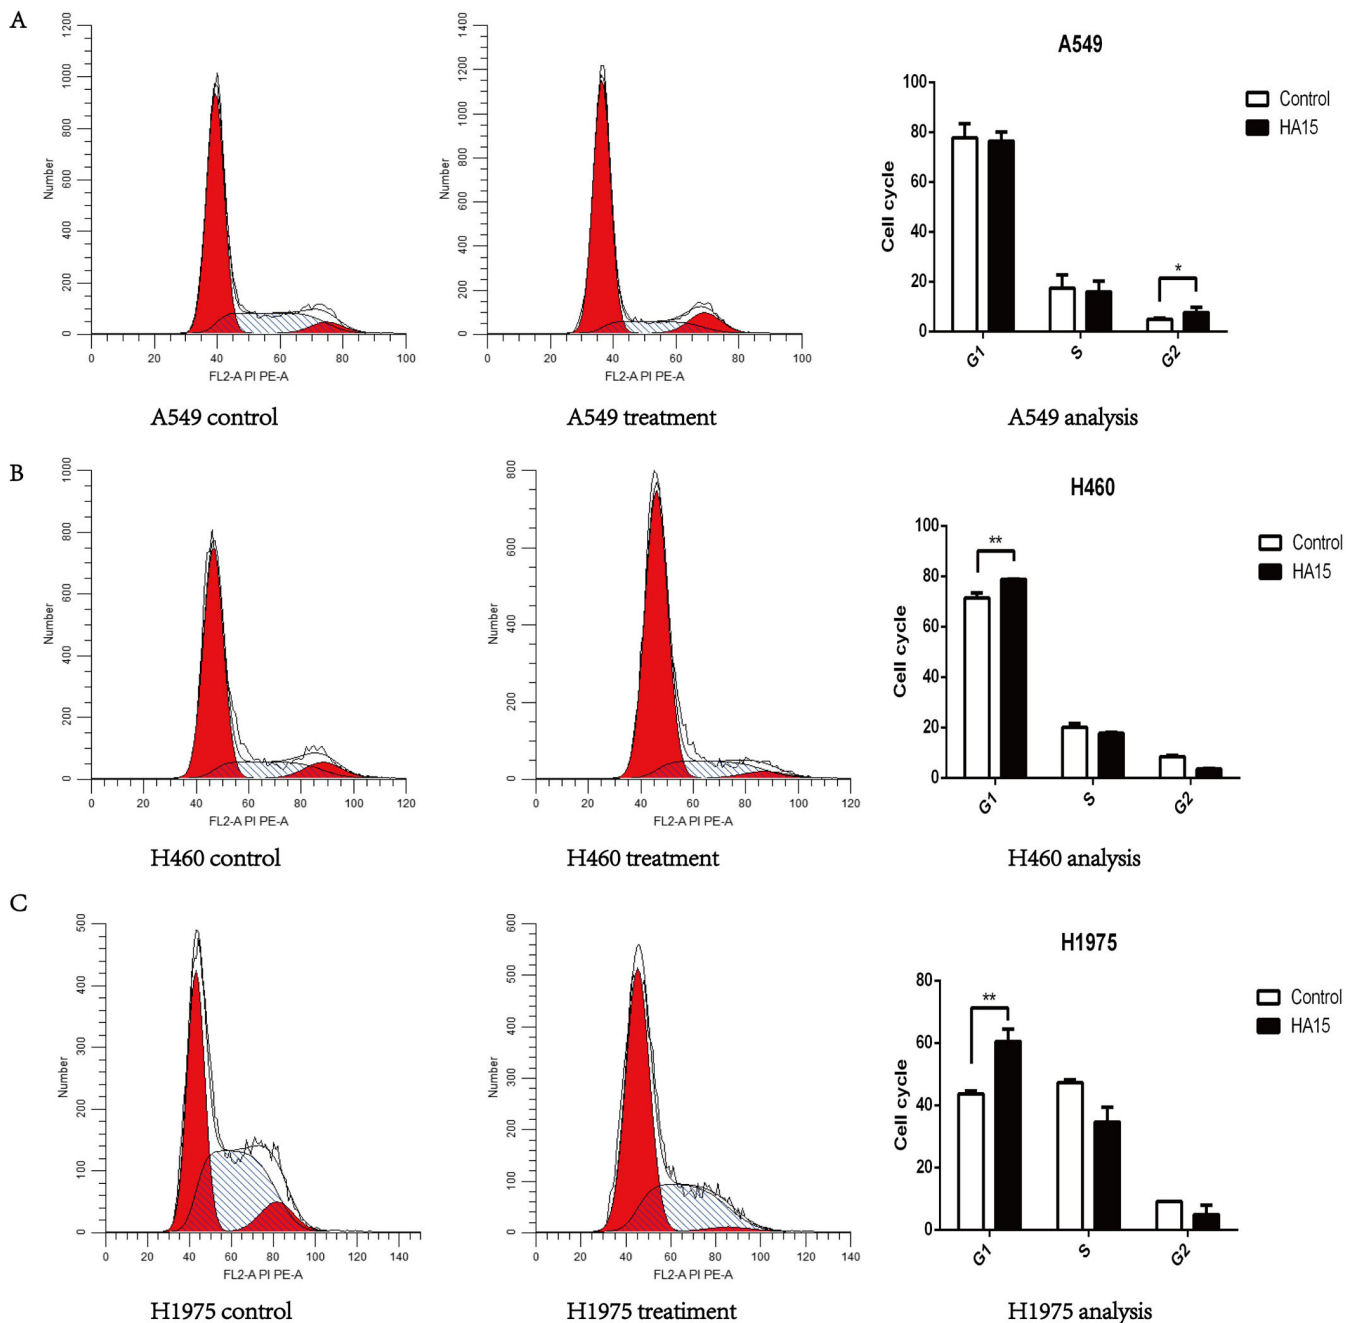 A
Number
1200
1000
800
600
400
200
0
0 20 40 60 80 100
FL2-A PI PE-A
A549 control
Number
1400
1200
1000
800
600
400
200
0
0 20 40 60 80 100
FL2-A PI PE-A
A549 treatment
A549
Cell cycle
100
80
60
40
20
0
*
G1 S G2
Control
HA15
A549 analysis
B
Number
1000
800
600
400
200
0
0 20 40 60 80 100 120
FL2-A PI PE-A
H460 control
Number
800
600
400
200
0
0 20 40 60 80 100 120
FL2-A PI PE-A
H460 treatment
H460
Cell cycle
100
80
60
40
20
0
**
G1 S G2
Control
HA15
H460 analysis
C
Number
500
400
300
200
100
0
0 20 40 60 80 100 120 140
FL2-A PI PE-A
H1975 control
Number
600
500
400
300
200
100
0
0 20 40 60 80 100 120 140
FL2-A PI PE-A
H1975 treatiment
H1975
Cell cycle
80
60
40
20
0
**
G1 S G2
Control
HA15
H1975 analysis